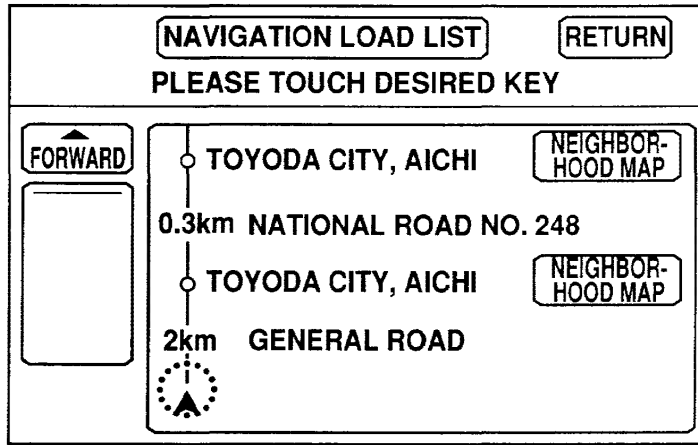 NAVIGATION LOAD LIST
RETURN
PLEASE TOUCH DESIRED KEY
FORWARD
TOYODA CITY, AICHI
NEIGHBOR-
HOOD MAP
0.3km NATIONAL ROAD NO. 248
TOYODA CITY, AICHI
NEIGHBOR-
HOOD MAP
2km GENERAL ROAD